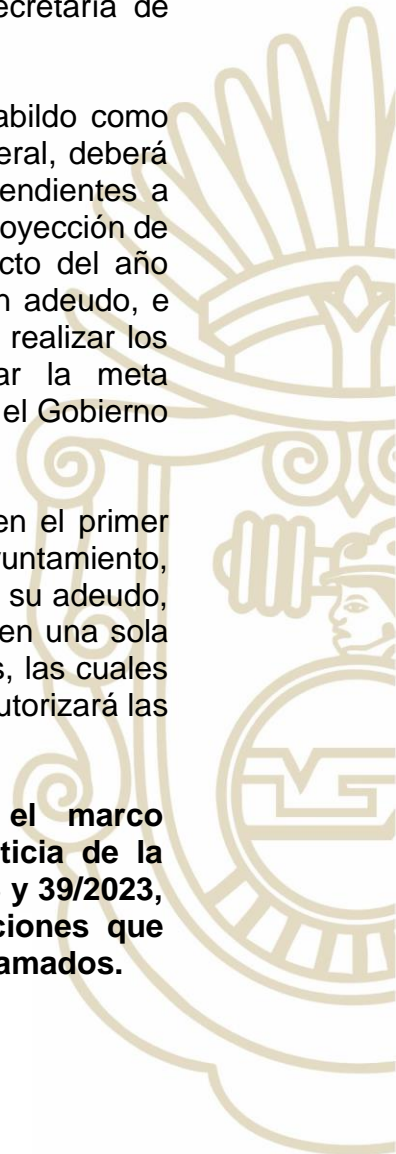 ecretaría de
abildo como
eral, deberá
endientes a
oyección de
cto del año
n adeudo, e
realizar los
ar la meta
el Gobierno
en el primer
untamiento,
su adeudo,
en una sola
s, las cuales
utorizará las
el marco
ticia de la
y 39/2023,
ciones que
amados.